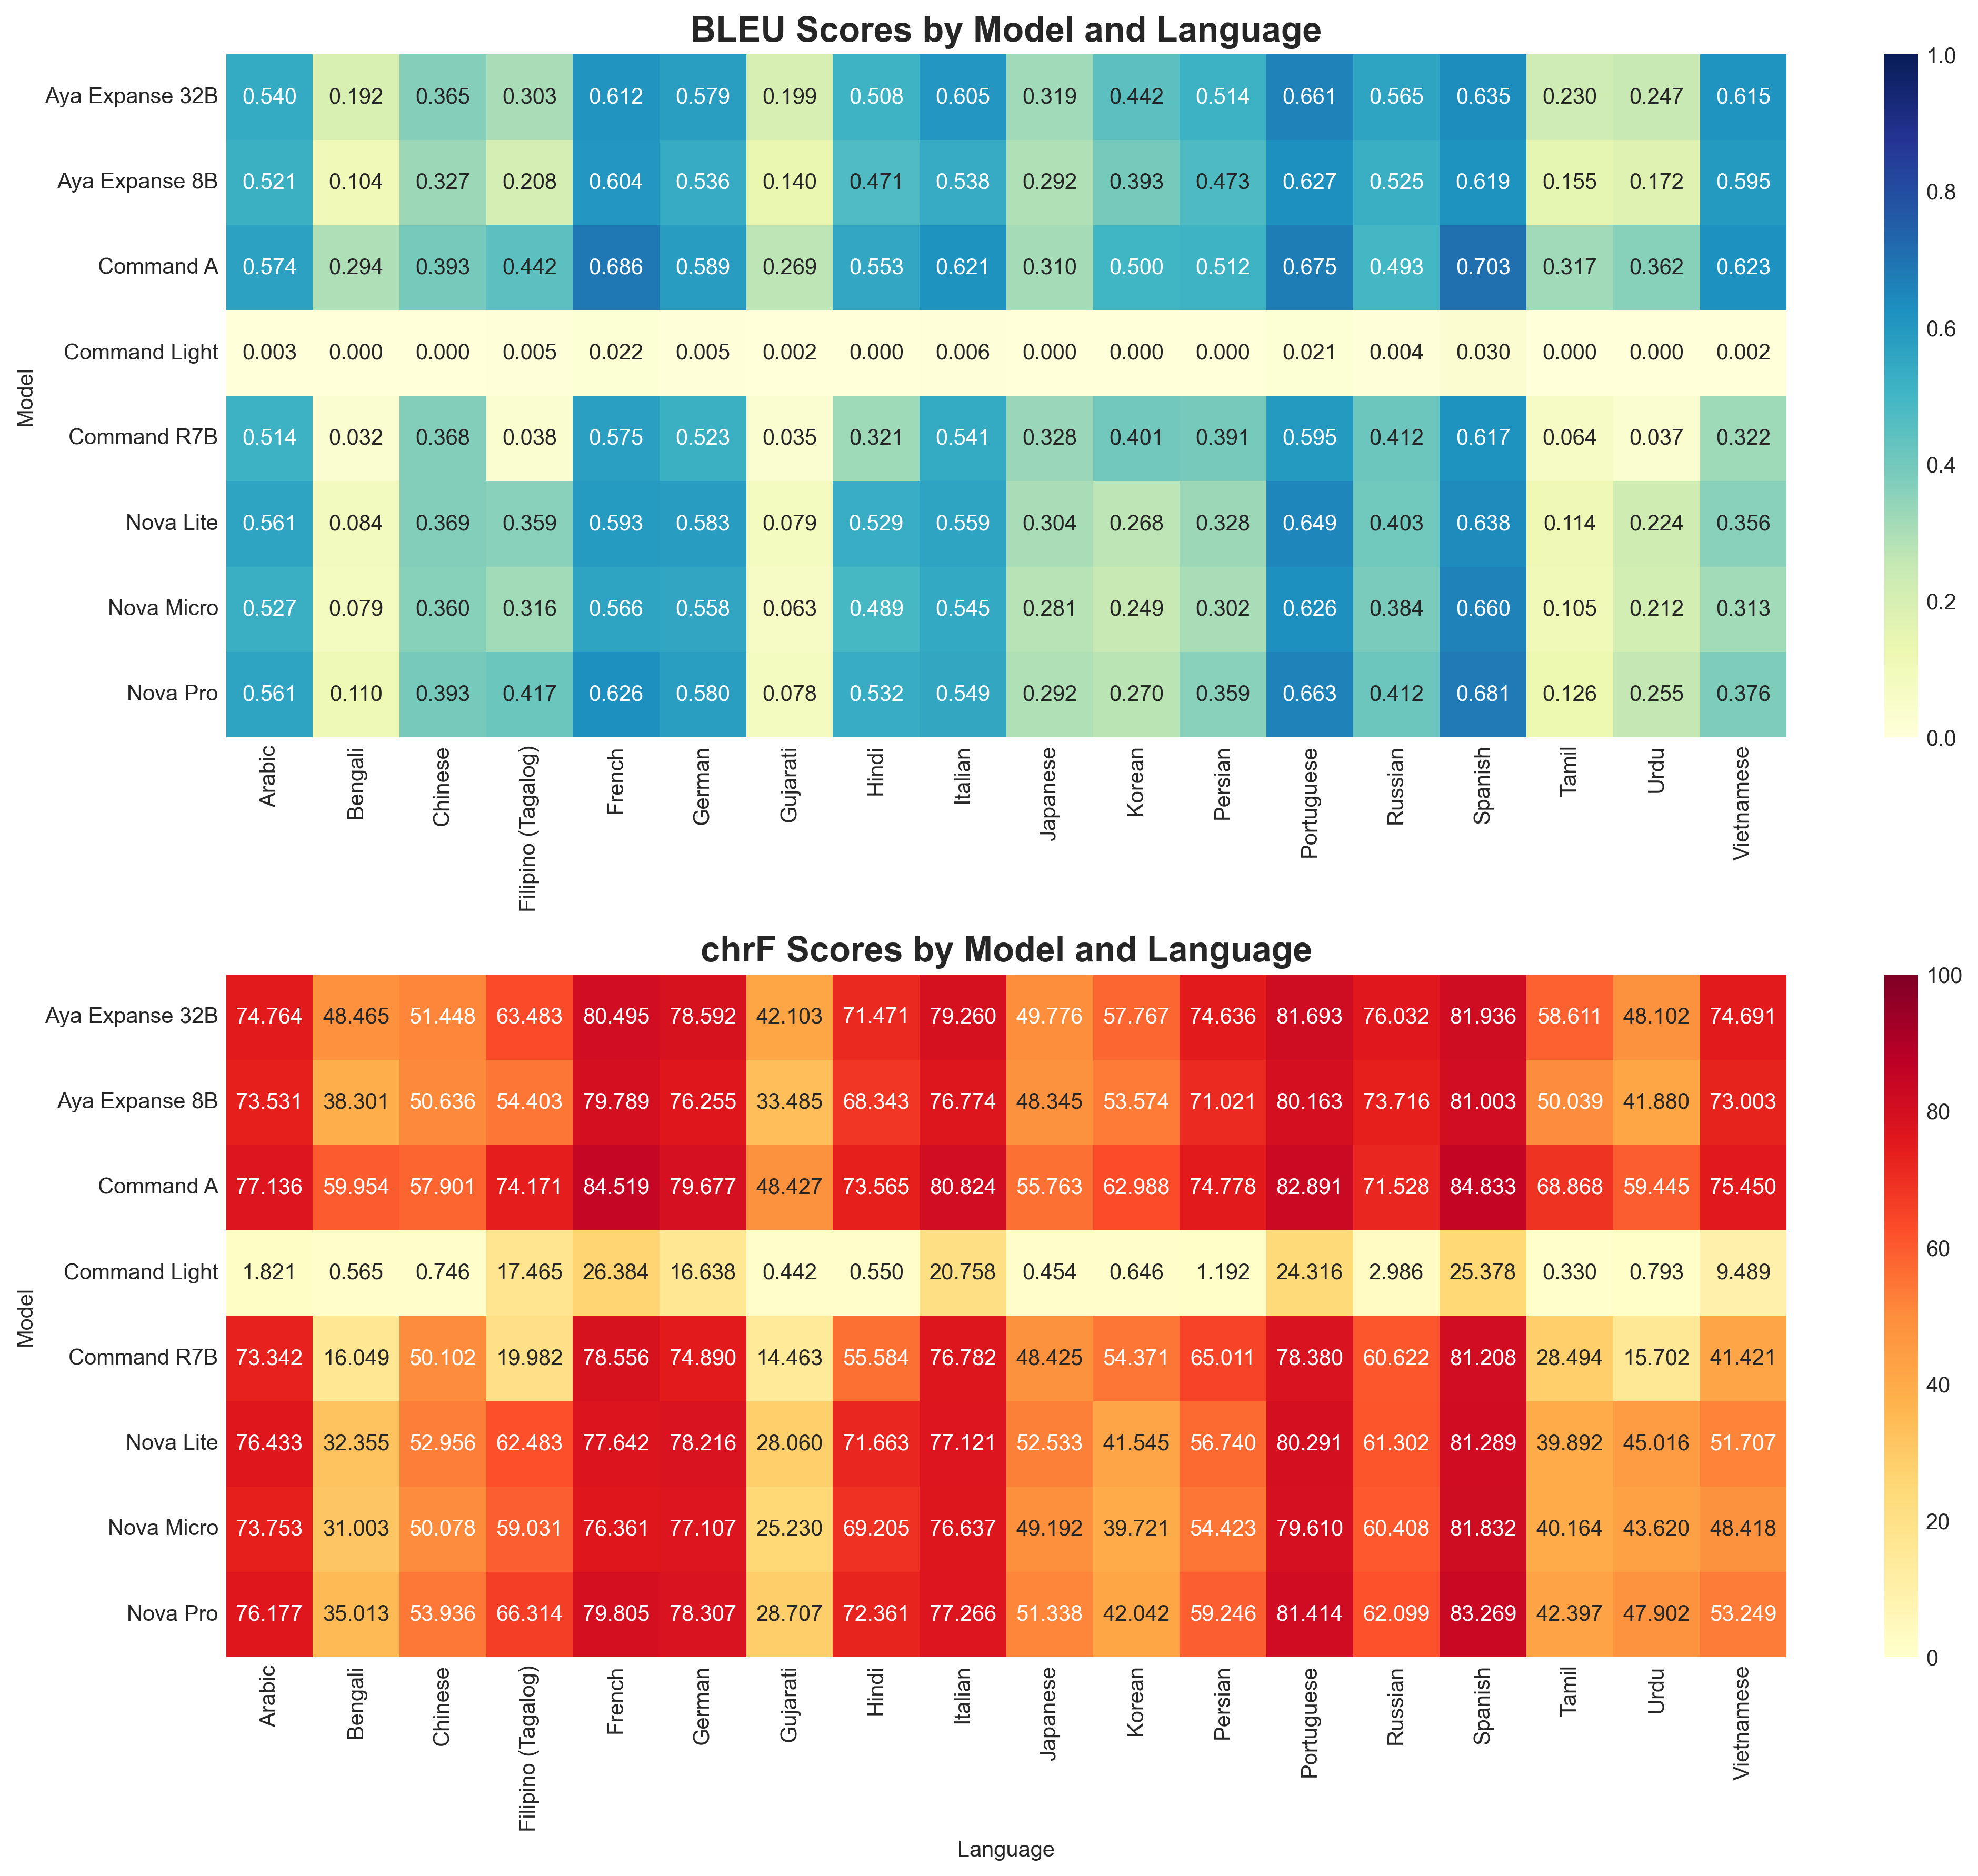 BLEU Scores by Model and Language
Model
Aya Expanse 32B 0.540 0.192 0.365 0.303 0.612 0.579 0.199 0.508 0.605 0.319 0.442 0.514 0.661 0.565 0.635 0.230 0.247 0.615
Aya Expanse 8B 0.521 0.104 0.327 0.208 0.604 0.536 0.140 0.471 0.538 0.292 0.393 0.473 0.627 0.525 0.619 0.155 0.172 0.595
Command A 0.574 0.294 0.393 0.442 0.686 0.589 0.269 0.553 0.621 0.310 0.500 0.512 0.675 0.493 0.703 0.317 0.362 0.623
Command Light 0.003 0.000 0.000 0.005 0.022 0.005 0.002 0.000 0.006 0.000 0.000 0.000 0.021 0.004 0.030 0.000 0.000 0.002
Command R7B 0.514 0.032 0.368 0.038 0.575 0.523 0.035 0.321 0.541 0.328 0.401 0.391 0.595 0.412 0.617 0.064 0.037 0.322
Nova Lite 0.561 0.084 0.369 0.359 0.593 0.583 0.079 0.529 0.559 0.304 0.268 0.328 0.649 0.403 0.638 0.114 0.224 0.356
Nova Micro 0.527 0.079 0.360 0.316 0.566 0.558 0.063 0.489 0.545 0.281 0.249 0.302 0.626 0.384 0.660 0.105 0.212 0.313
Nova Pro 0.561 0.110 0.393 0.417 0.626 0.580 0.078 0.532 0.549 0.292 0.270 0.359 0.663 0.412 0.681 0.126 0.255 0.376
Arabic Bengali Chinese Filipino (Tagalog) French German Gujarati Hindi Italian Japanese Korean Persian Portuguese Russian Spanish Tamil Urdu Vietnamese
1.0
0.8
0.6
0.4
0.2
0.0
chrF Scores by Model and Language
Model
Aya Expanse 32B 74.764 48.465 51.448 63.483 80.495 78.592 42.103 71.471 79.260 49.776 57.767 74.636 81.693 76.032 81.936 58.611 48.102 74.691
Aya Expanse 8B 73.531 38.301 50.636 54.403 79.789 76.255 33.485 68.343 76.774 48.345 53.574 71.021 80.163 73.716 81.003 50.039 41.880 73.003
Command A 77.136 59.954 57.901 74.171 84.519 79.677 48.427 73.565 80.824 55.763 62.988 74.778 82.891 71.528 84.833 68.868 59.445 75.450
Command Light 1.821 0.565 0.746 17.465 26.384 16.638 0.442 0.550 20.758 0.454 0.646 1.192 24.316 2.986 25.378 0.330 0.793 9.489
Command R7B 73.342 16.049 50.102 19.982 78.556 74.890 14.463 55.584 76.782 48.425 54.371 65.011 78.380 60.622 81.208 28.494 15.702 41.421
Nova Lite 76.433 32.355 52.956 62.483 77.642 78.216 28.060 71.663 77.121 52.533 41.545 56.740 80.291 61.302 81.289 39.892 45.016 51.707
Nova Micro 73.753 31.003 50.078 59.031 76.361 77.107 25.230 69.205 76.637 49.192 39.721 54.423 79.610 60.408 81.832 40.164 43.620 48.418
Nova Pro 76.177 35.013 53.936 66.314 79.805 78.307 28.707 72.361 77.266 51.338 42.042 59.246 81.414 62.099 83.269 42.397 47.902 53.249
Arabic Bengali Chinese Filipino (Tagalog) French German Gujarati Hindi Italian Japanese Korean Persian Portuguese Russian Spanish Tamil Urdu Vietnamese
Language
100
80
60
40
20
0